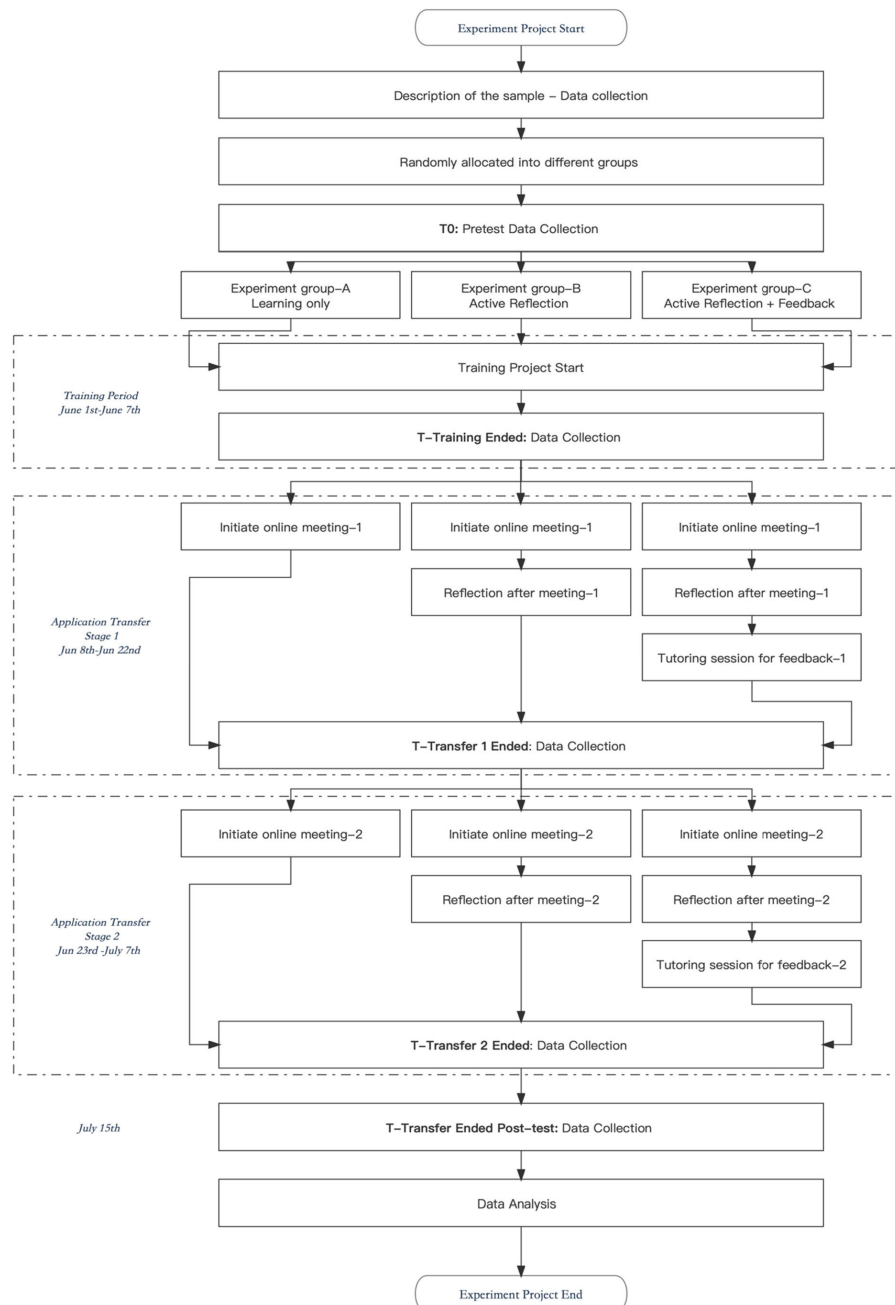 Experiment Project Start
Description of the sample – Data collection
Randomly allocated into different groups
T0: Pretest Data Collection
Experiment group–A
Learning only
Experiment group–B
Active Reflection
Experiment group–C
Active Reflection + Feedback
Training Period
June 1st-June 7th
Training Project Start
T–Training Ended: Data Collection
Initiate online meeting–1
Initiate online meeting–1
Initiate online meeting–1
Reflection after meeting–1
Reflection after meeting–1
Application Transfer
Stage 1
Jun 8th-Jun 22nd
Tutoring session for feedback–1
T–Transfer 1 Ended: Data Collection
Initiate online meeting–2
Initiate online meeting–2
Initiate online meeting–2
Reflection after meeting–2
Reflection after meeting–2
Application Transfer
Stage 2
Jun 23rd -July 7th
Tutoring session for feedback–2
T–Transfer 2 Ended: Data Collection
July 15th
T–Transfer Ended Post–test: Data Collection
Data Analysis
Experiment Project End